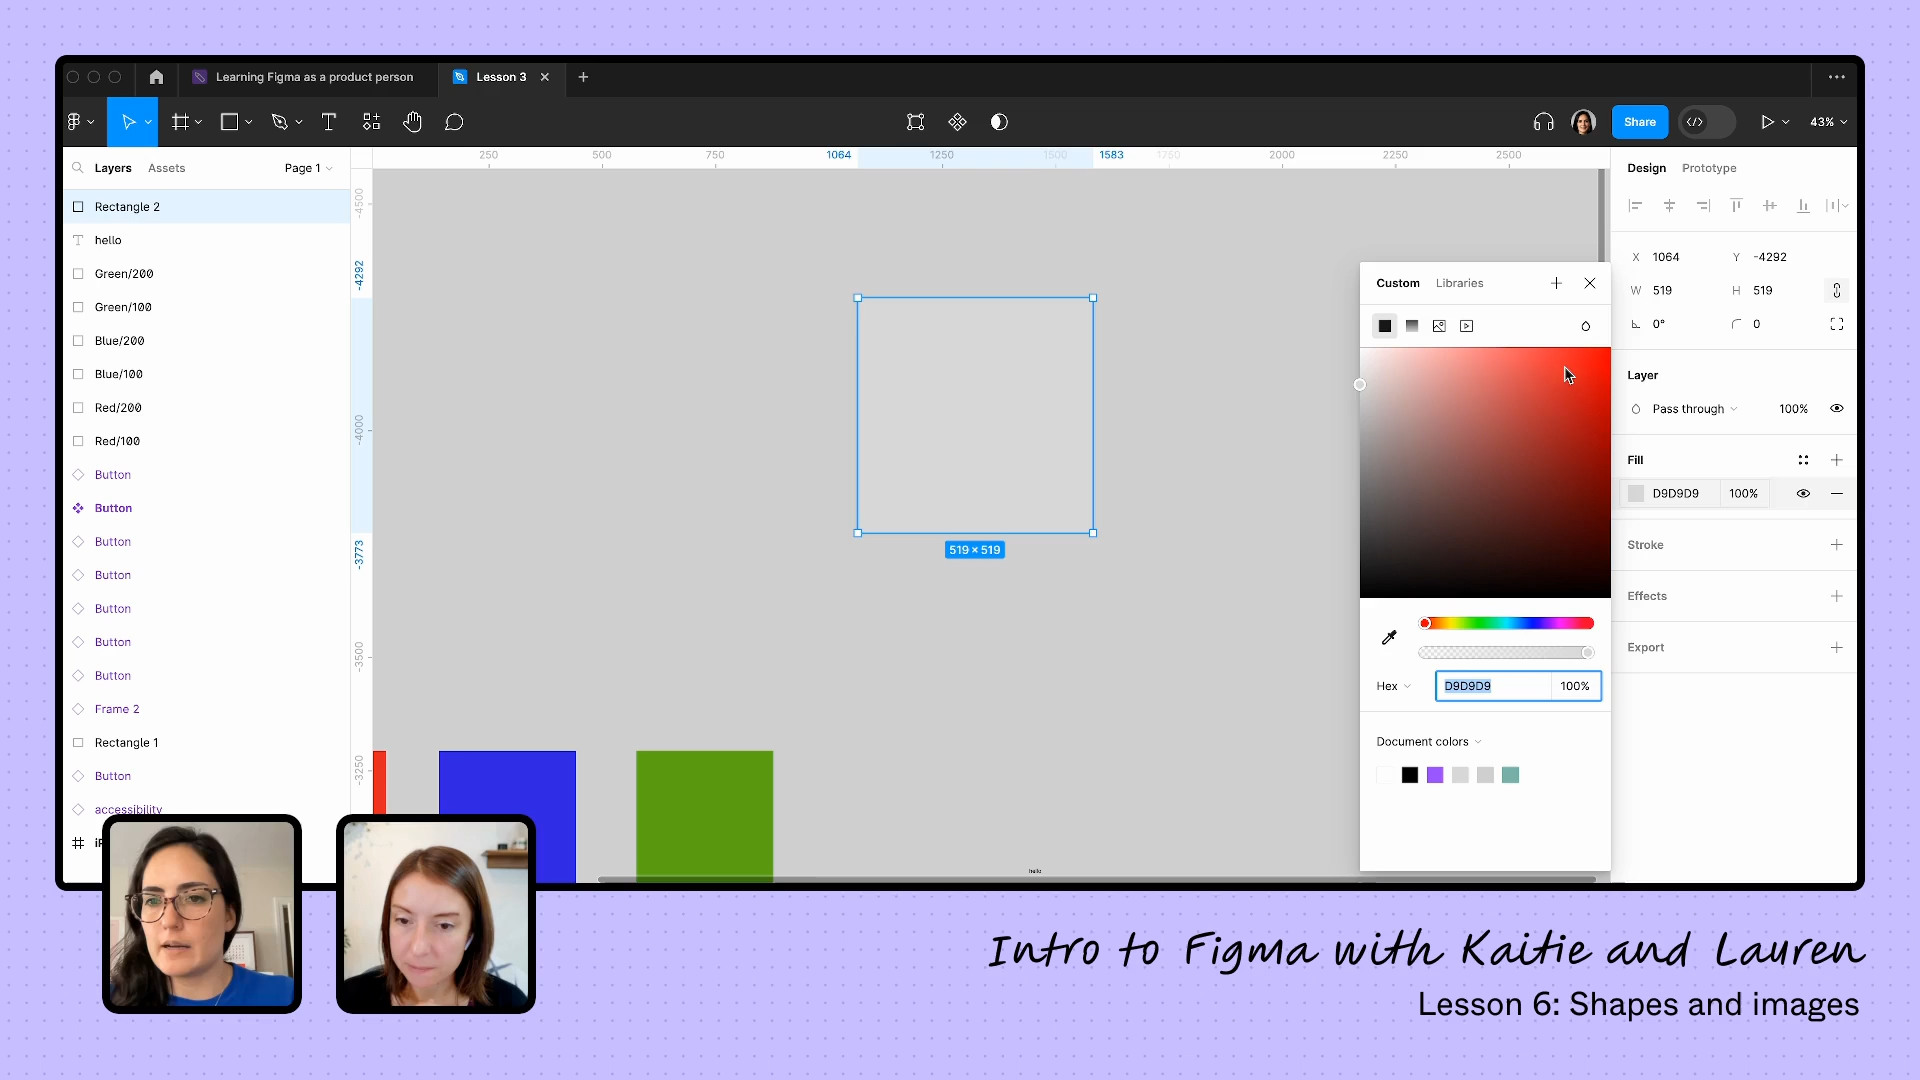 Learning Figma as a product person
Lesson 3
Share
43%
Layers
Assets
Page 1
250
500
750
1064
1250
1500
1583
1750
2000
2250
2500
-4500
-4292
-4000
-3773
-3500
-3250
Rectangle 2
hello
Green/200
Green/100
Blue/200
Blue/100
Red/200
Red/100
Button
Button
Button
Button
Button
Button
Button
Frame 2
Rectangle 1
Button
accessibility
519 × 519
hello
Custom
Libraries
Hex
D9D9D9
100%
Document colors
Design
Prototype
X 1064
Y -4292
W 519
H 519
0°
0
Layer
Pass through
100%
Fill
D9D9D9
100%
Stroke
Effects
Export
Intro to Figma with Kaitie and Lauren
Lesson 6: Shapes and images